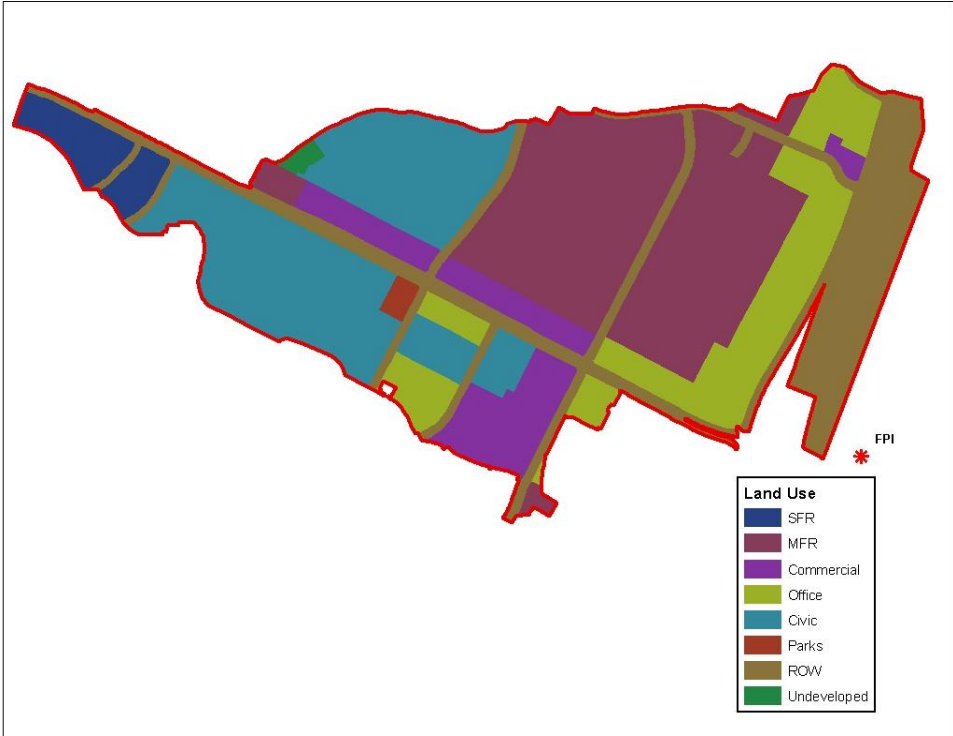 FPI
Land Use
SFR
MFR
Commercial
Office
Civic
Parks
ROW
Undeveloped